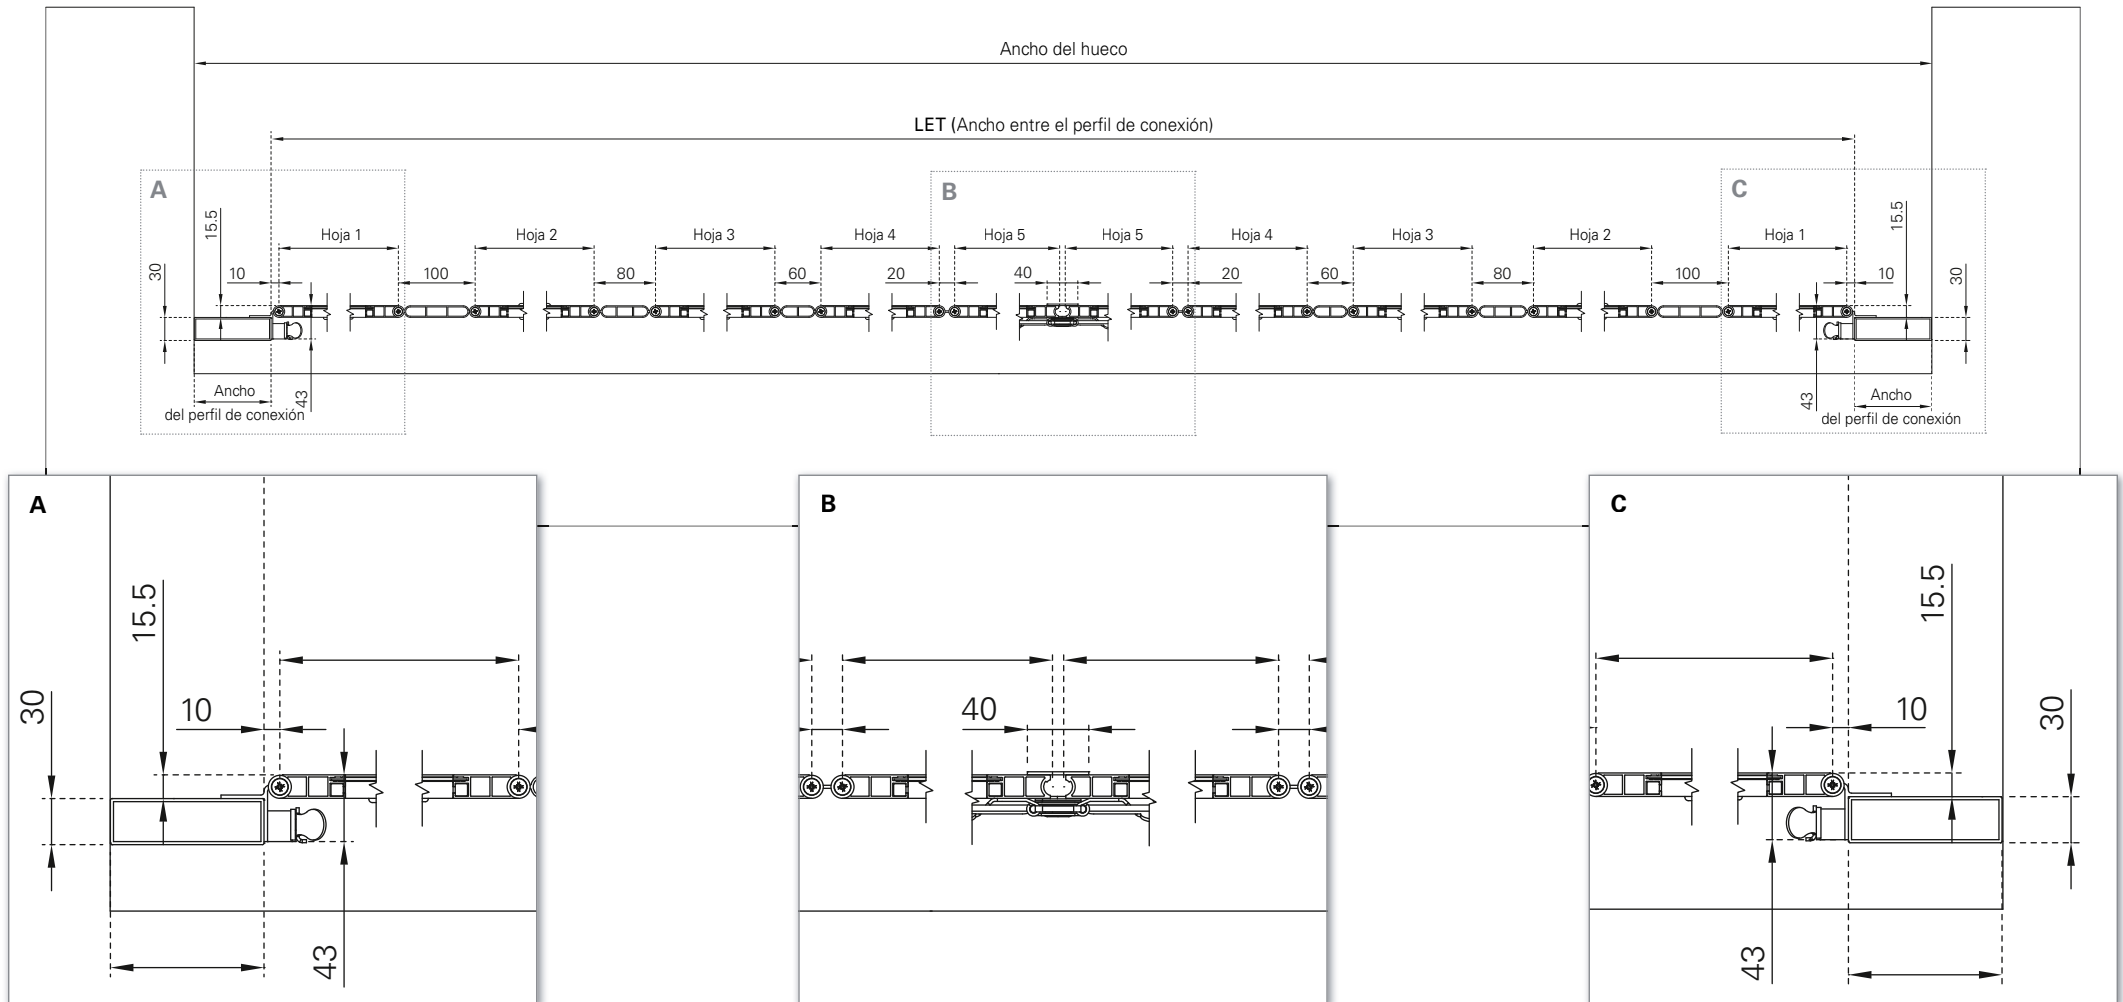 Ancho del hueco
LET (Ancho entre el perfil de conexión)
A
B
C
15.5
Hoja 1
Hoja 2
Hoja 3
Hoja 4
Hoja 5
Hoja 5
Hoja 4
Hoja 3
Hoja 2
Hoja 1
15.5
30
10
100
80
60
20
40
20
60
80
100
10
30
Ancho
del perfil de conexión
43
43
Ancho
del perfil de conexión
A
15.5
30
10
43
B
40
C
15.5
10
30
43